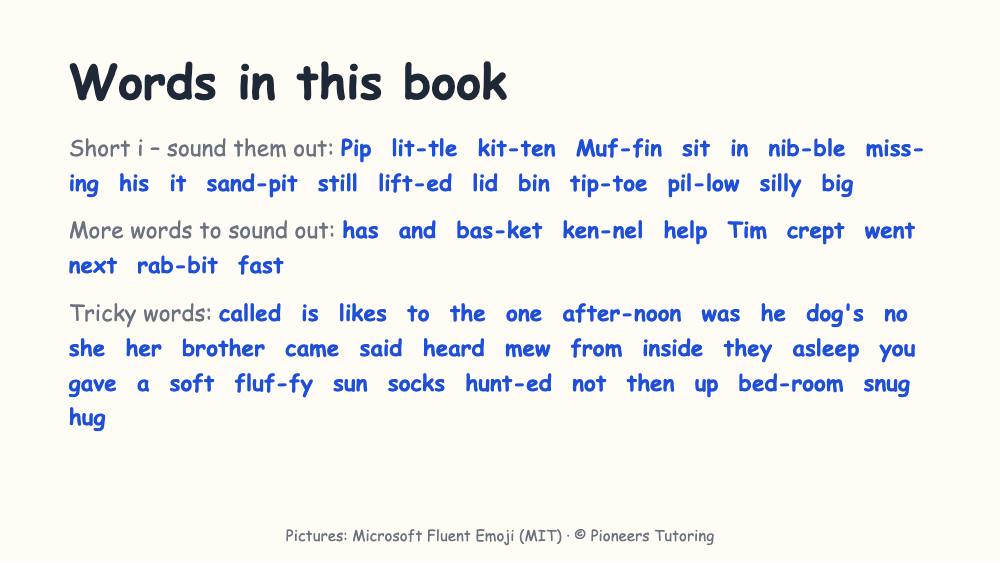 Words in this book
Short i – sound them out: Pip lit-tle kit-ten Muf-fin sit in nib-ble miss-
ing his it sand-pit still lift-ed lid bin tip-toe pil-low silly big
More words to sound out: has and bas-ket ken-nel help Tim crept went
next rab-bit fast
Tricky words: called is likes to the one after-noon was he dog's no
she her brother came said heard mew from inside they asleep you
gave a soft fluf-fy sun socks hunt-ed not then up bed-room snug
hug
Pictures: Microsoft Fluent Emoji (MIT) · © Pioneers Tutoring